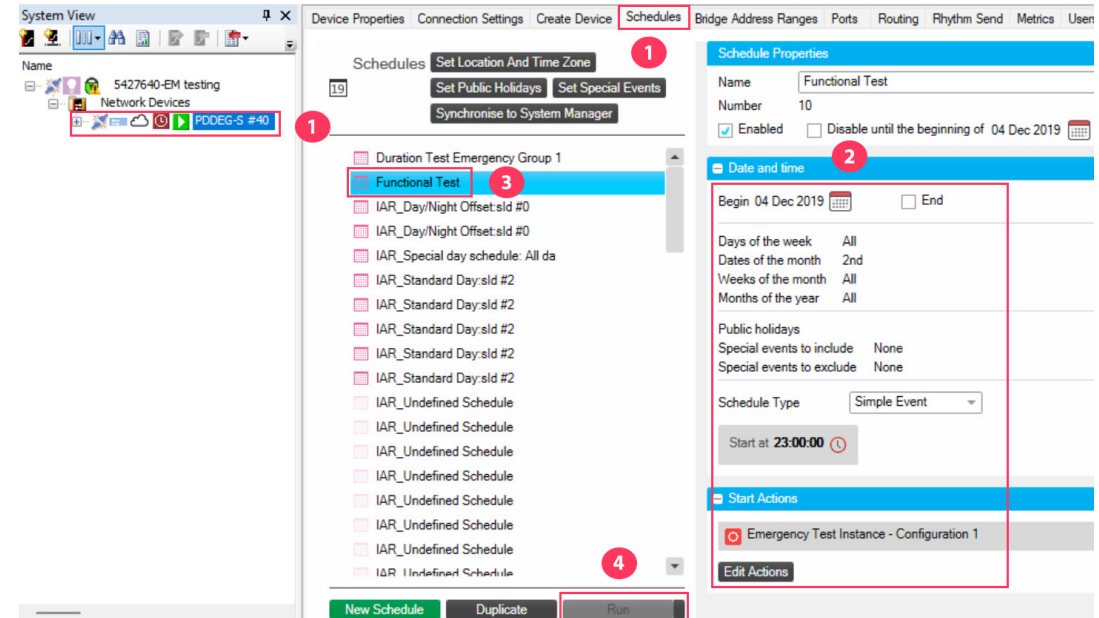 System View
Name
5427640-EM testing
Network Devices
PDDEG-S #40
1
Device Properties Connection Settings Create Device Schedules Bridge Address Ranges Ports Routing Rhythm Send Metrics Users
1
Schedules Set Location And Time Zone
19 Set Public Holidays Set Special Events
Synchronise to System Manager
Duration Test Emergency Group 1
Functional Test 3
IAR_Day/Night Offset:sld #0
IAR_Day/Night Offset:sld #0
IAR_Special day schedule: All da
IAR_Standard Day:sld #2
IAR_Standard Day:sld #2
IAR_Standard Day:sld #2
IAR_Standard Day:sld #2
IAR_Standard Day:sld #2
IAR_Undefined Schedule
IAR_Undefined Schedule
IAR_Undefined Schedule
IAR_Undefined Schedule
IAR_Undefined Schedule
IAR_Undefined Schedule
IAR_Undefined Schedule
IAR_Undefined Schedule
4
New Schedule Duplicate Run
Schedule Properties
Name Functional Test
Number 10
Enabled Disable until the beginning of 04 Dec 2019
2
Date and time
Begin 04 Dec 2019 End
Days of the week All
Dates of the month 2nd
Weeks of the month All
Months of the year All
Public holidays
Special events to include None
Special events to exclude None
Schedule Type Simple Event
Start at 23:00:00
Start Actions
Emergency Test Instance - Configuration 1
Edit Actions